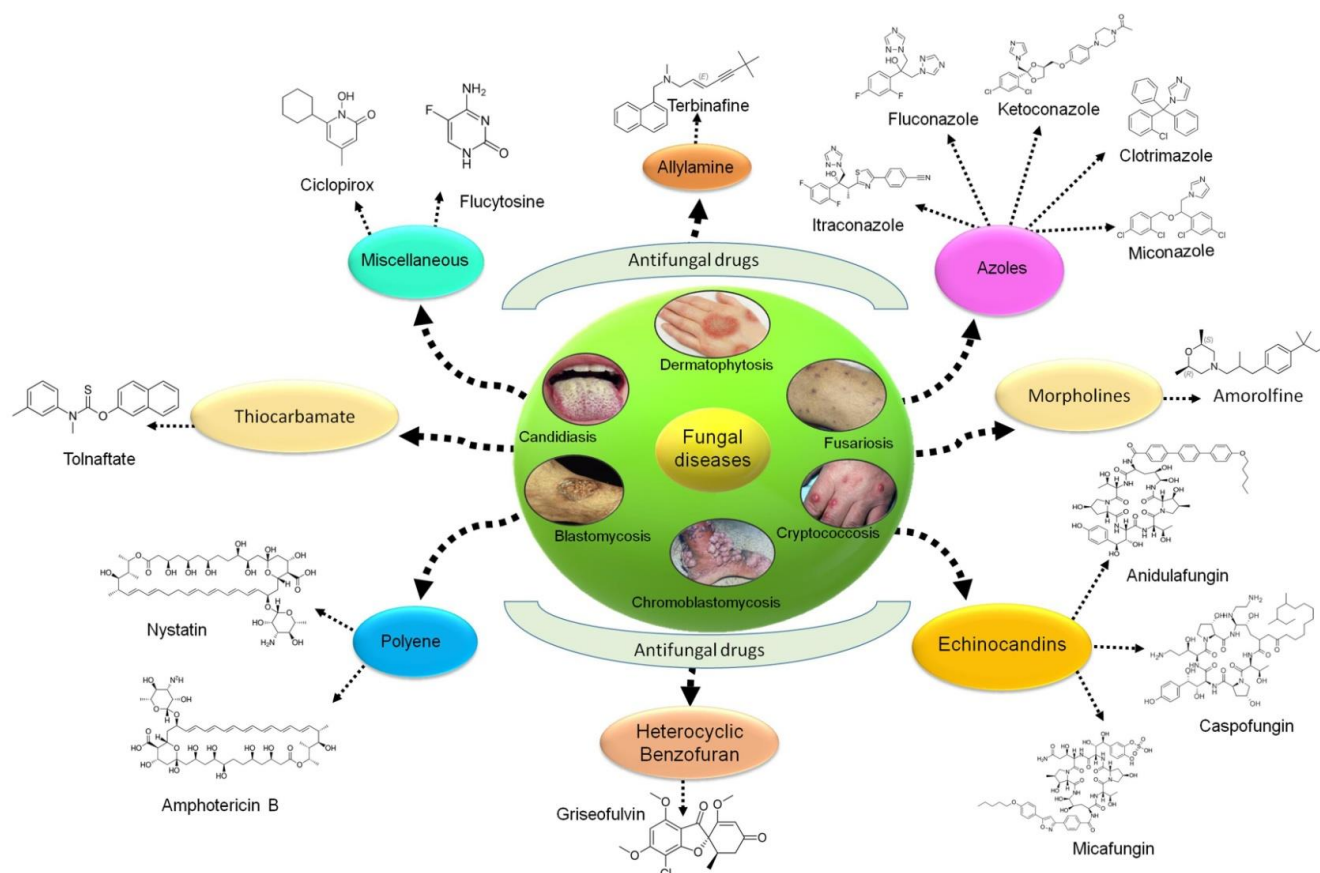 Fluconazole
Ketoconazole
Clotrimazole
Itraconazole
Miconazole
Azoles
Terbinafine
Allylamine
Ciclopirox
Flucytosine
Miscellaneous
Antifungal drugs
Dermatophytosis
Candidiasis
Fusariosis
Fungal
diseases
Blastomycosis
Cryptococcosis
Chromoblastomycosis
Antifungal drugs
Thiocarbamate
Tolnaftate
Morpholines
Amorolfine
Polyene
Nystatin
Amphotericin B
Echinocandins
Anidulafungin
Caspofungin
Micafungin
Heterocyclic
Benzofuran
Griseofulvin